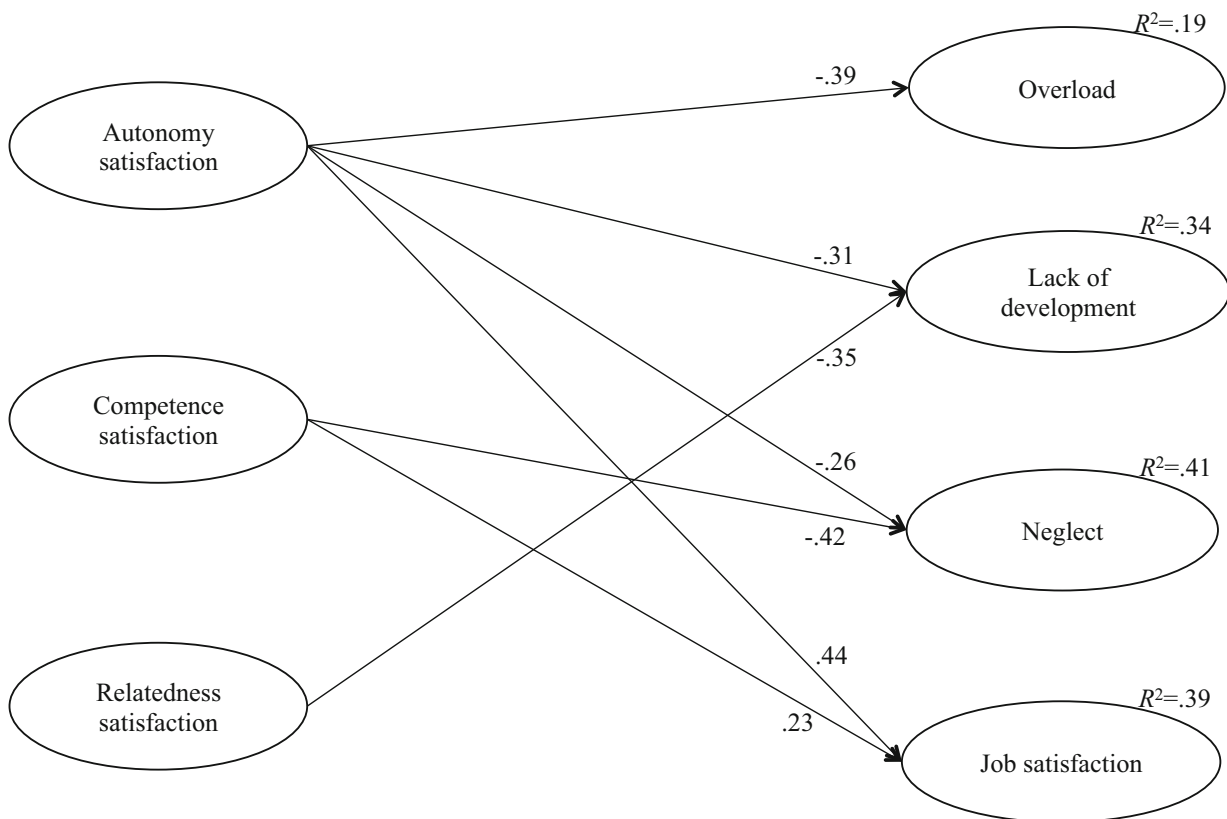 R²=.19
-.39
Overload
Autonomy
satisfaction
R²=.34
-.31
Lack of
development
-.35
Competence
satisfaction
-.26
R²=.41
Neglect
-.42
.44
Relatedness
satisfaction
R²=.39
.23
Job satisfaction